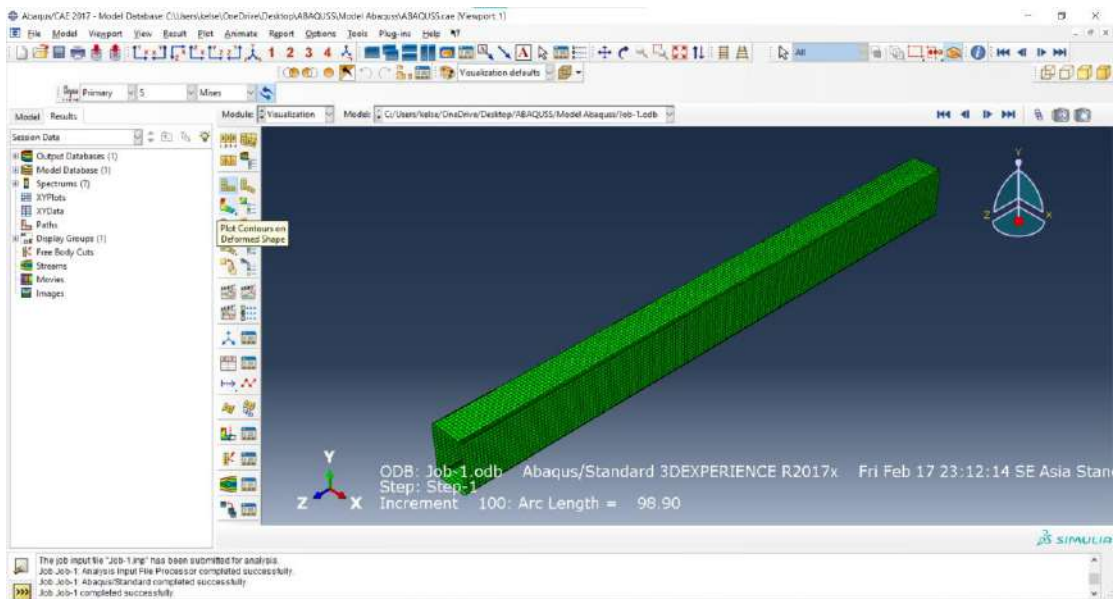 Abaqus/CAE 2017 - Model Database: C:\Users\kelse\OneDrive\Desktop\ABAQUSS\Model Abaquss\ABAQUSS.cae [Viewport: 1]
File Model Viewport View Result Plot Animate Report Options Tools Plug-ins Help
1 2 3 4 A All
Visualization defaults
Primary S Mises
Model Results Module: Visualization Model: C:/Users/kelse/OneDrive/Desktop/ABAQUSS/Model Abaquss/Job-1.odb
Session Data
Output Databases (1)
Model Database (1)
Spectrums (7)
XYPlots
XYData
Paths
Display Groups (1)
Free Body Cuts
Streams
Movies
Images
Plot Contours on
Deformed Shape
Y
Z X
Y
Z X
ODB: Job-1.odb Abaqus/Standard 3DEXPERIENCE R2017x Fri Feb 17 23:12:14 SE Asia Stan
Step: Step-1
Increment 100: Arc Length = 98.90
SIMULIA
The job input file "Job-1.inp" has been submitted for analysis.
Job Job-1: Analysis Input File Processor completed successfully.
Job Job-1: Abaqus/Standard completed successfully.
Job Job-1 completed successfully.